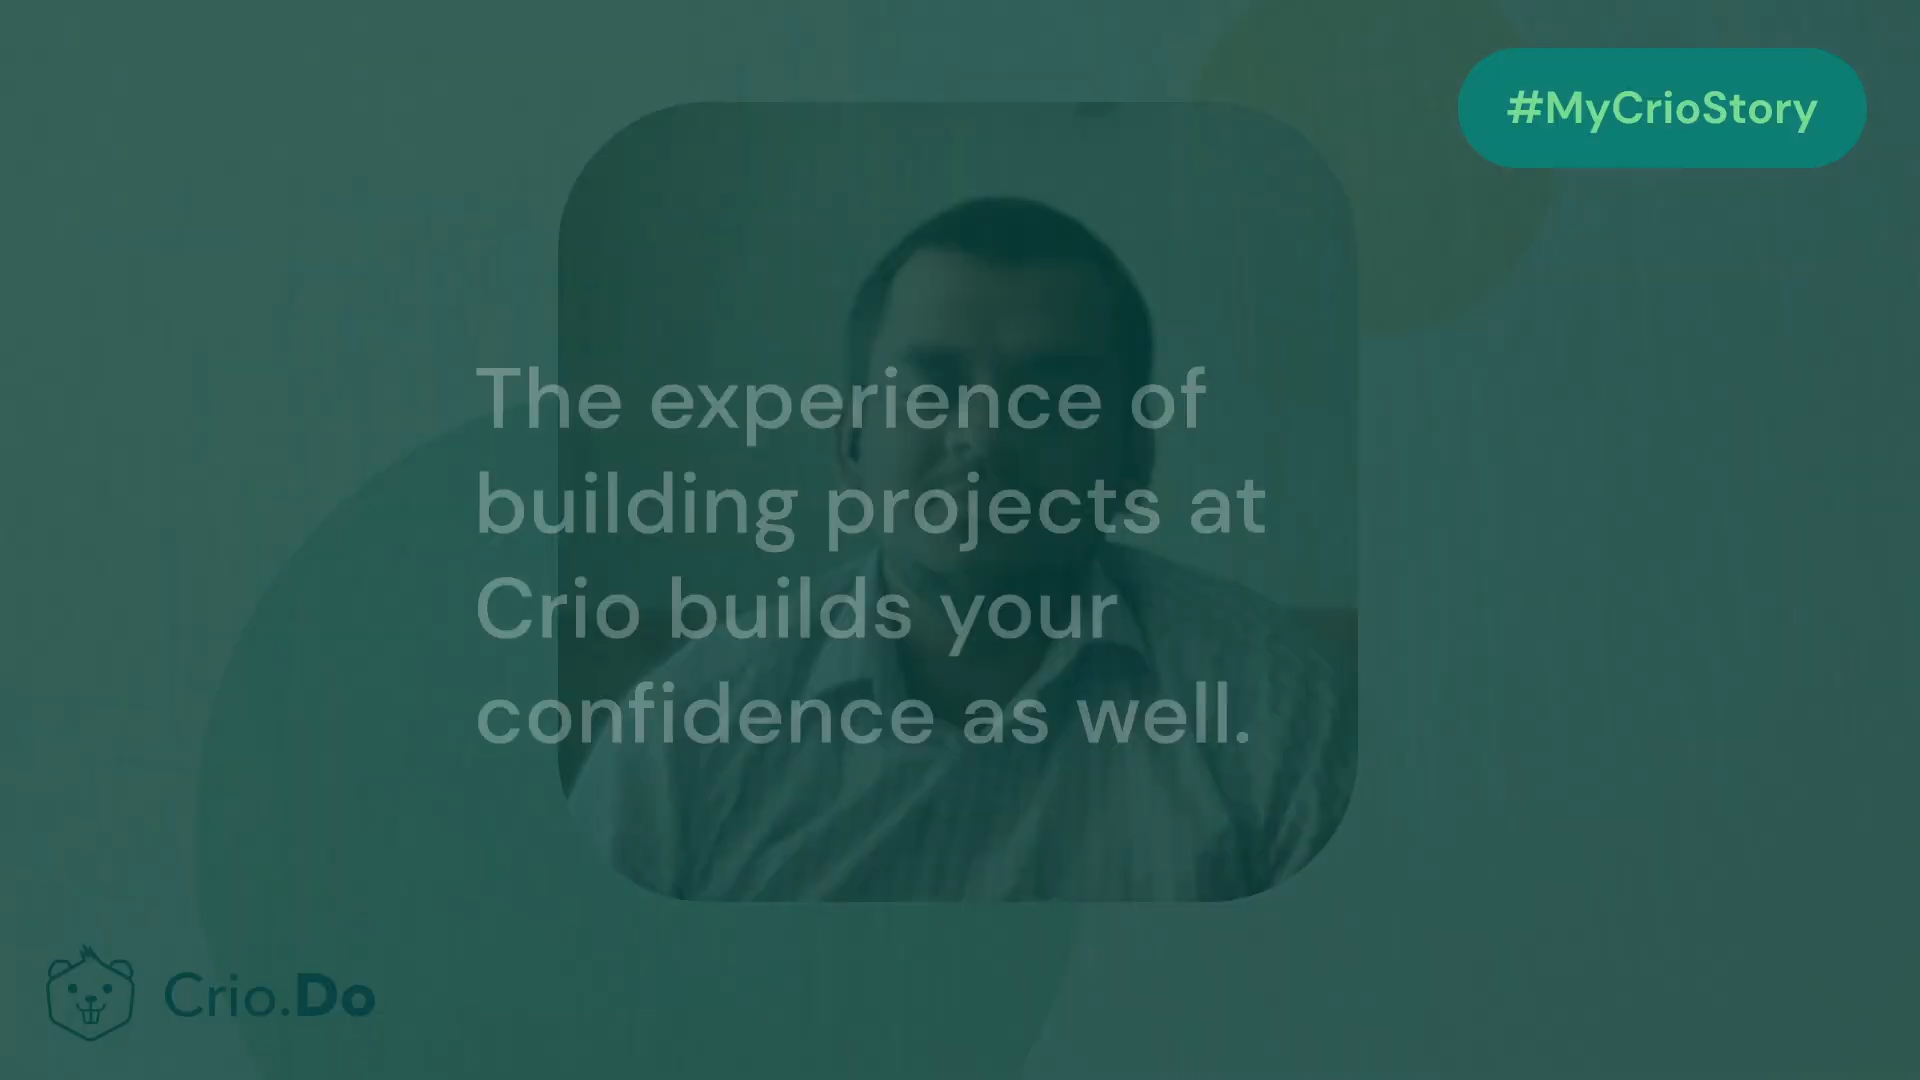 #MyCrioStory
The experience of
building projects at
Crio builds your
confidence as well.
Crio.Do